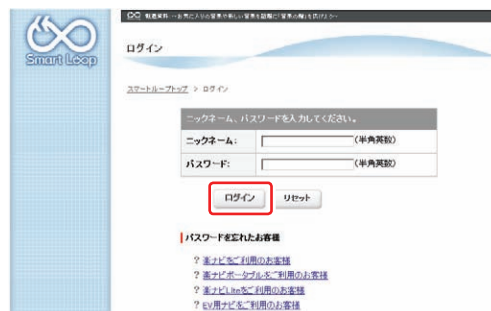 Smart Loop
ログイン
スマートループトップ > ログイン
ニックネーム、パスワードを入力してください。
ニックネーム: (半角英数)
パスワード: (半角英数)
ログイン リセット
パスワードを忘れたお客様
? 楽ナビをご利用のお客様
? 楽ナビポータブルをご利用のお客様
? 楽ナビLiteをご利用のお客様
? EV用ナビをご利用のお客様